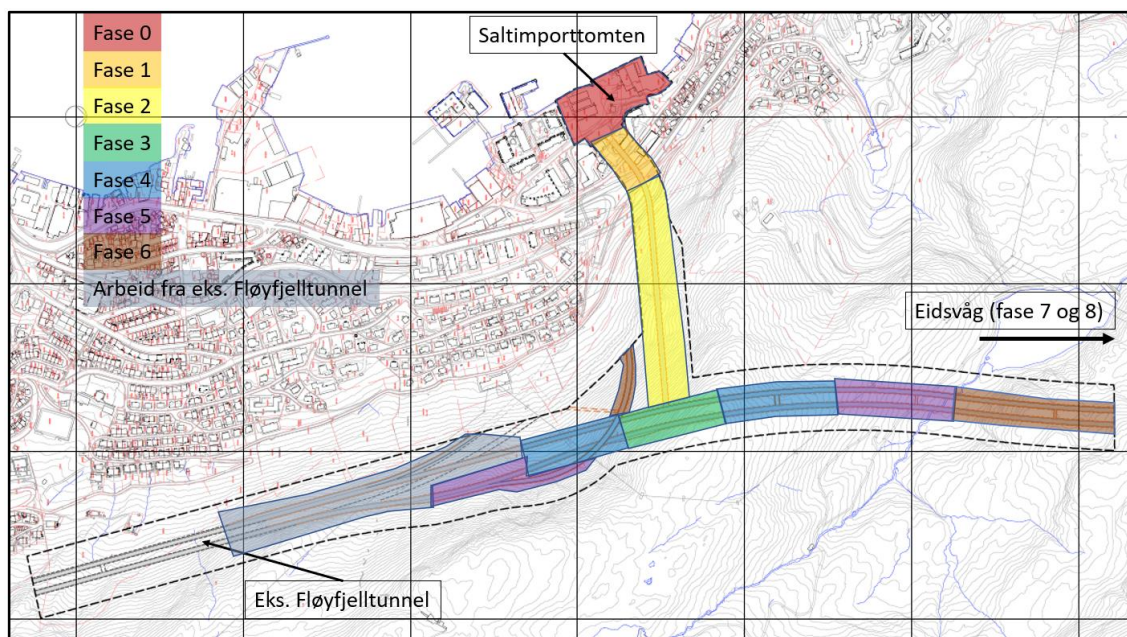 Fase 0
Fase 1
Fase 2
Fase 3
Fase 4
Fase 5
Fase 6
Arbeid fra eks. Fløyfjelltunnel
Saltimporttomten
Eidsvåg (fase 7 og 8)
Eks. Fløyfjelltunnel